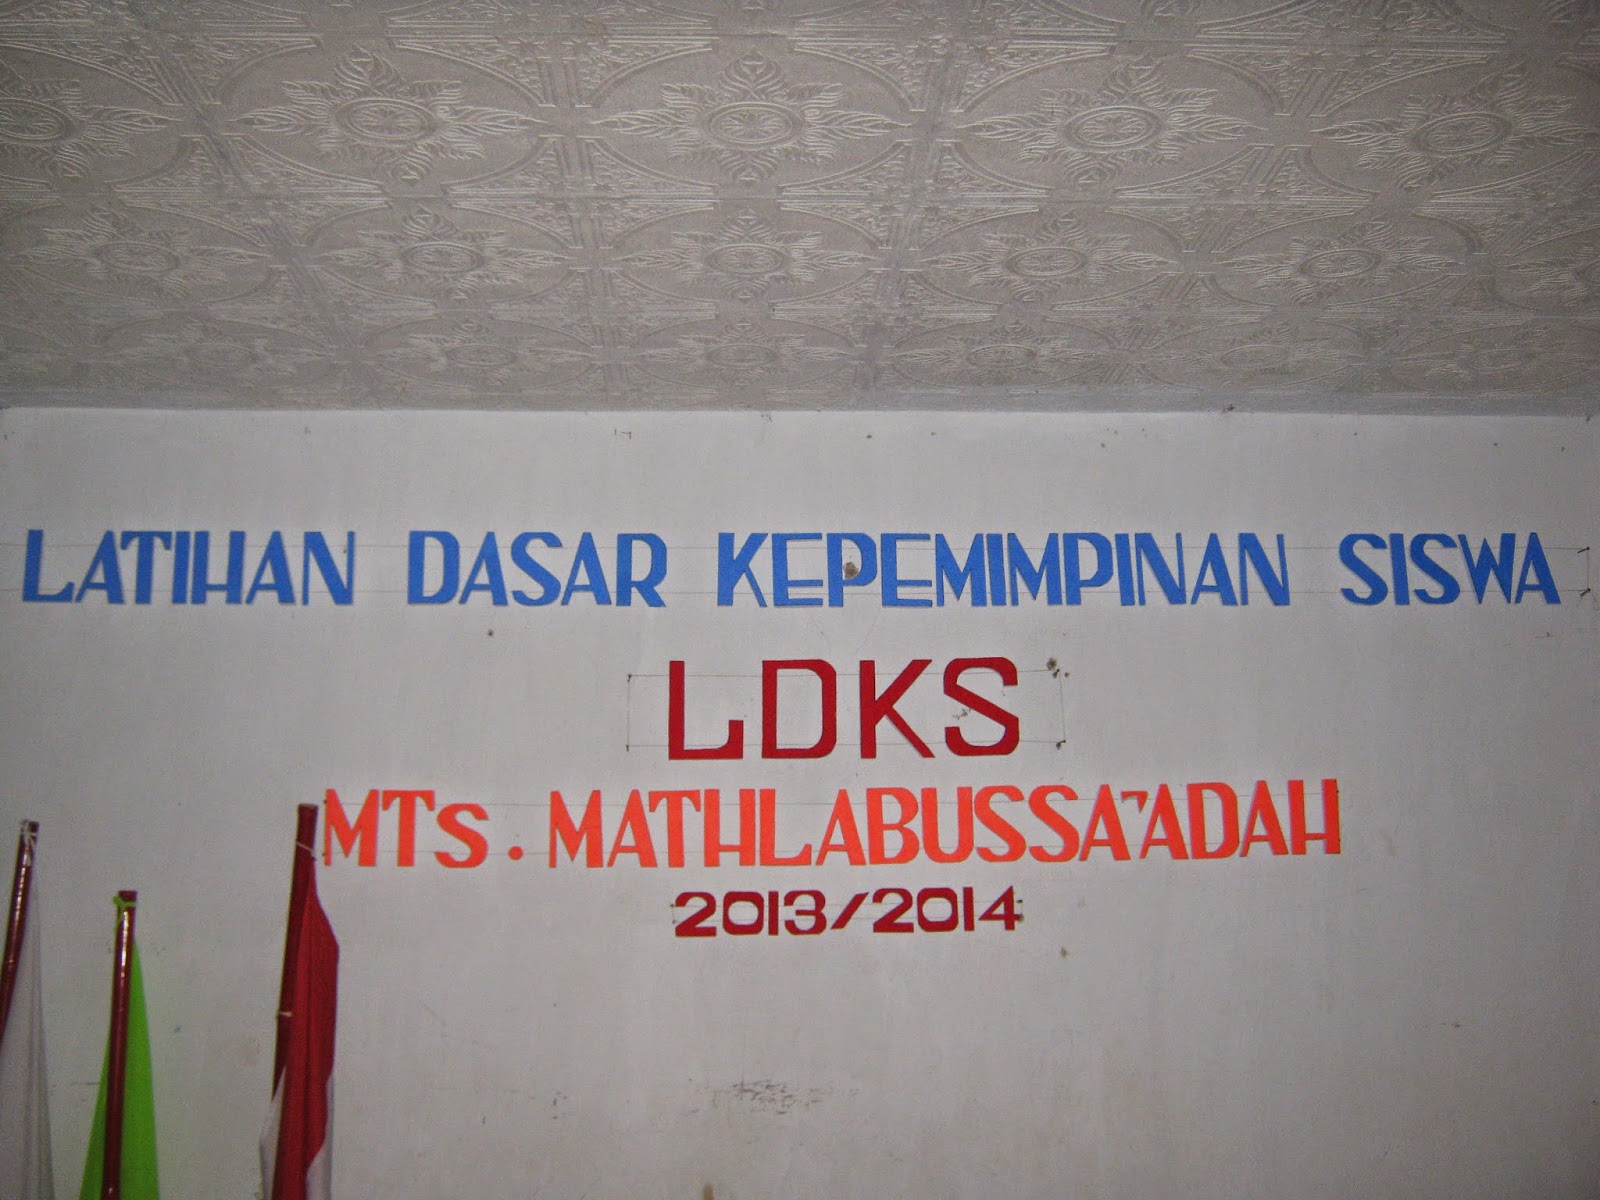 LATIHAN DASAR KEPEMIMPINAN SISWA
LDKS
MTs. MATHLABUSSA'ADAH
2013/2014